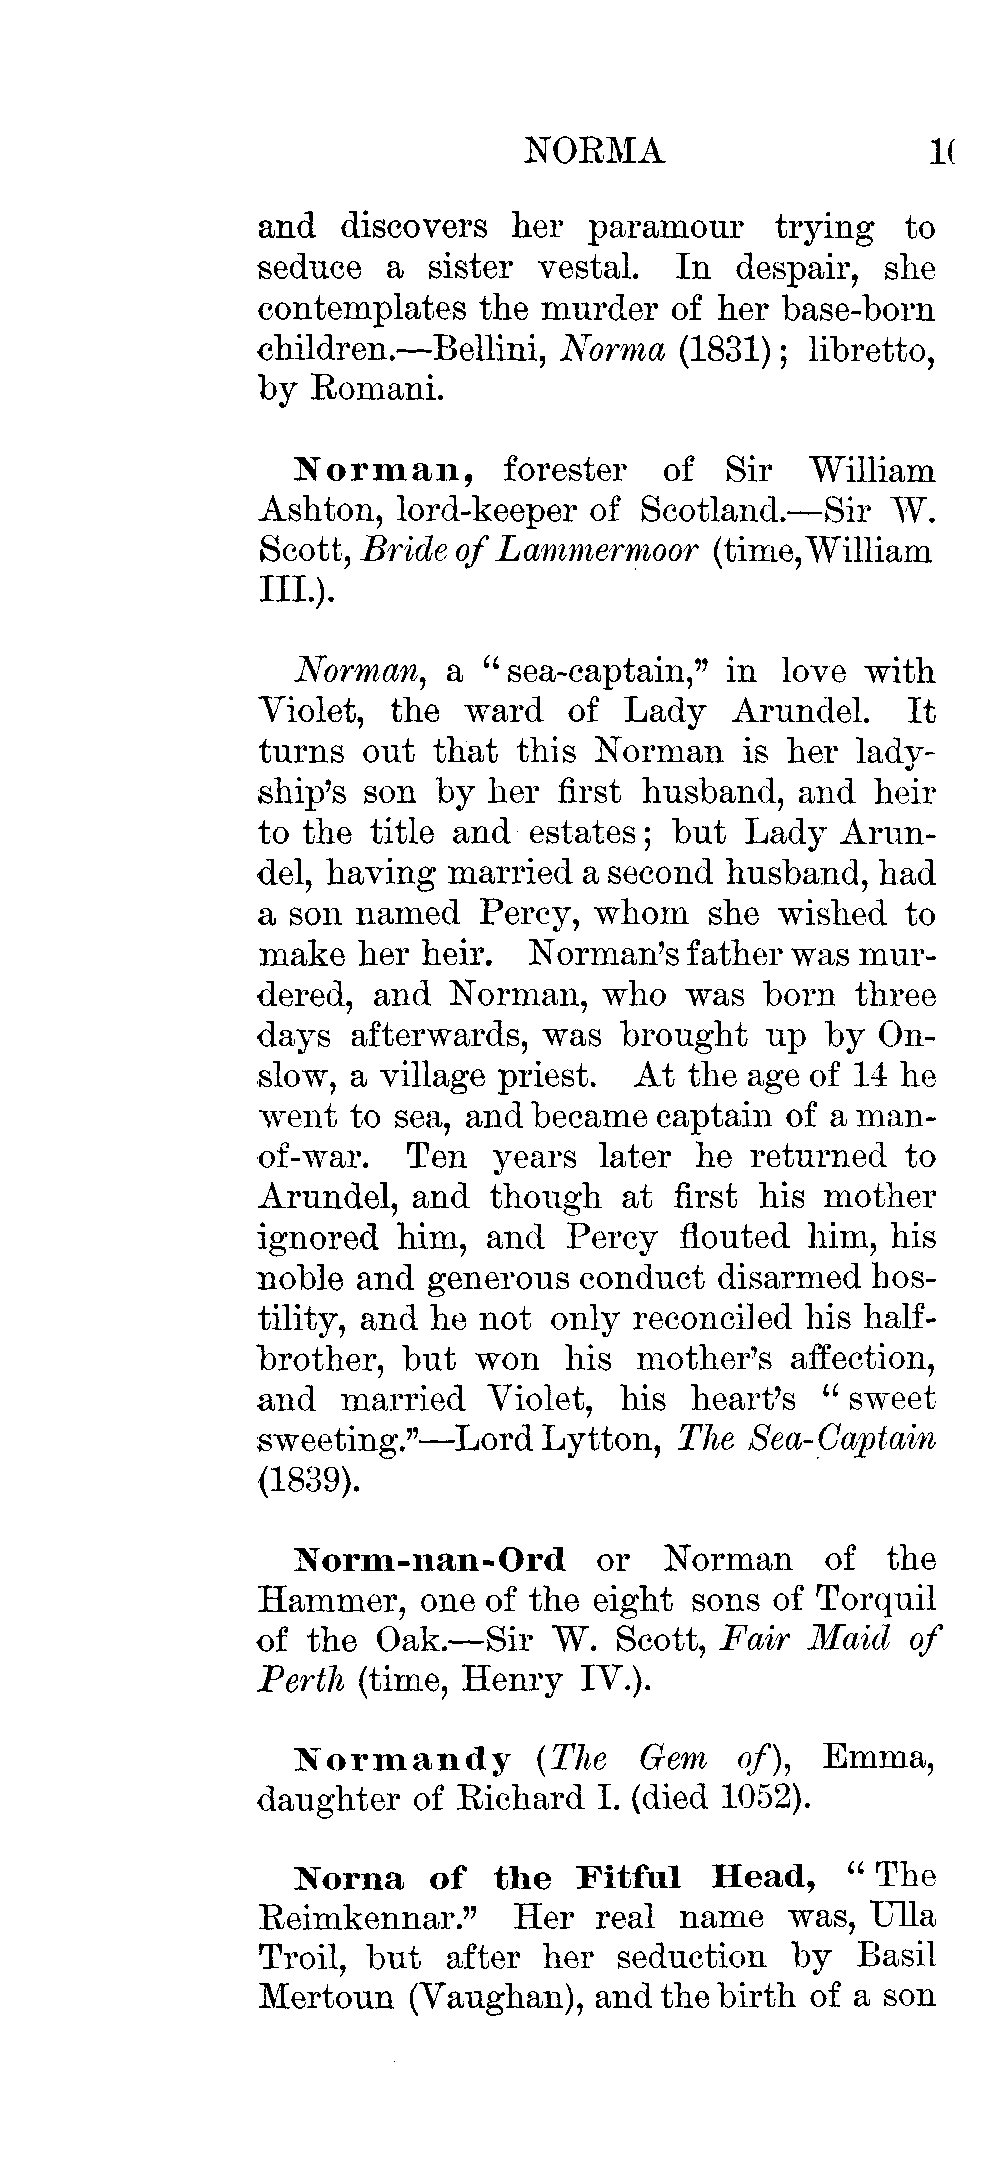 NORMA 10
and discovers her paramour trying to
seduce a sister vestal. In despair, she
contemplates the murder of her base-born
children.—Bellini, Norma (1831); libretto,
by Romani.
Norman, forester of Sir William
Ashton, lord-keeper of Scotland.—Sir W.
Scott, Bride of Lammermoor (time, William
III.).
Norman, a "sea-captain," in love with
Violet, the ward of Lady Arundel. It
turns out that this Norman is her lady-
ship's son by her first husband, and heir
to the title and estates; but Lady Arun-
del, having married a second husband, had
a son named Percy, whom she wished to
make her heir. Norman's father was mur-
dered, and Norman, who was born three
days afterwards, was brought up by On-
slow, a village priest. At the age of 14 he
went to sea, and became captain of a man-
of-war. Ten years later he returned to
Arundel, and though at first his mother
ignored him, and Percy flouted him, his
noble and generous conduct disarmed hos-
tility, and he not only reconciled his half-
brother, but won his mother's affection,
and married Violet, his heart's "sweet
sweeting."—Lord Lytton, The Sea-Captain
(1839).
Norm-nan-Ord or Norman of the
Hammer, one of the eight sons of Torquil
of the Oak.—Sir W. Scott, Fair Maid of
Perth (time, Henry IV.).
Normandy (The Gem of), Emma,
daughter of Richard I. (died 1052).
Norna of the Fitful Head, "The
Reimkennar." Her real name was, Ulla
Troil, but after her seduction by Basil
Mertoun (Vaughan), and the birth of a son